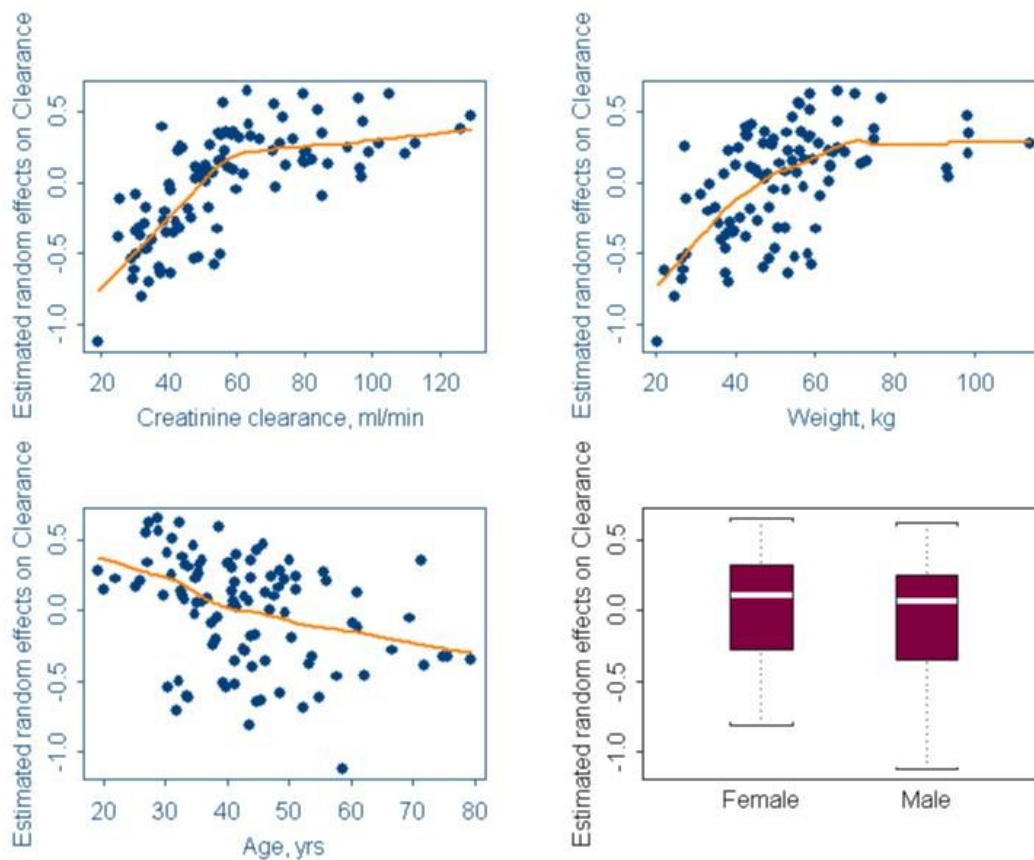 Estimated random effects on Clearance
0.5
0.0
-0.5
-1.0
20 40 60 80 100 120
Creatinine clearance, ml/min
Estimated random effects on Clearance
0.5
0.0
-0.5
-1.0
20 40 60 80 100
Weight, kg
Estimated random effects on Clearance
0.5
0.0
-0.5
-1.0
20 30 40 50 60 70 80
Age, yrs
Estimated random effects on Clearance
0.5
0.0
-0.5
-1.0
Female Male